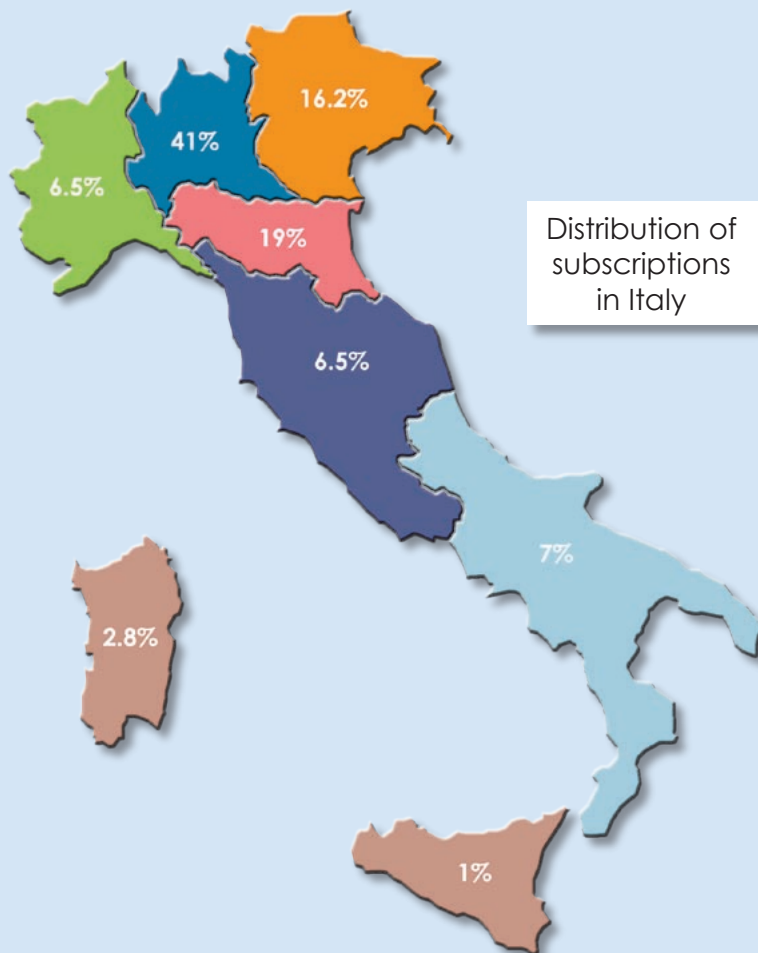 16.2%
41%
6.5%
19%
Distribution of
subscriptions
in Italy
6.5%
7%
2.8%
1%